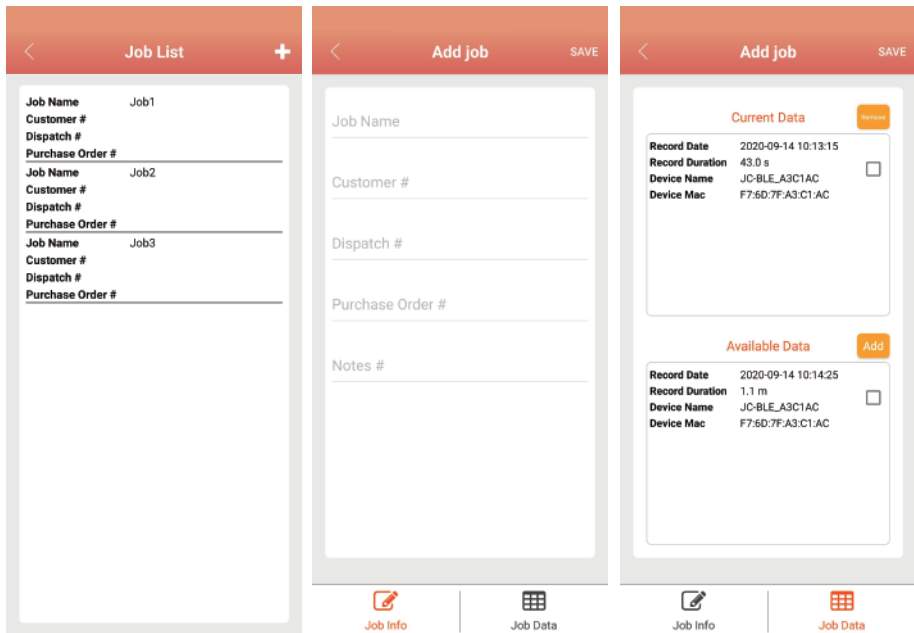 Job List
Job Name Job1
Customer #
Dispatch #
Purchase Order #
Job Name Job2
Customer #
Dispatch #
Purchase Order #
Job Name Job3
Customer #
Dispatch #
Purchase Order #
Add job SAVE
Job Name
Customer #
Dispatch #
Purchase Order #
Notes #
Job Info Job Data
Add job SAVE
Current Data Remove
Record Date 2020-09-14 10:13:15
Record Duration 43.0 s
Device Name JC-BLE_A3C1AC
Device Mac F7:6D:7F:A3:C1:AC
Available Data Add
Record Date 2020-09-14 10:14:25
Record Duration 1.1 m
Device Name JC-BLE_A3C1AC
Device Mac F7:6D:7F:A3:C1:AC
Job Info Job Data